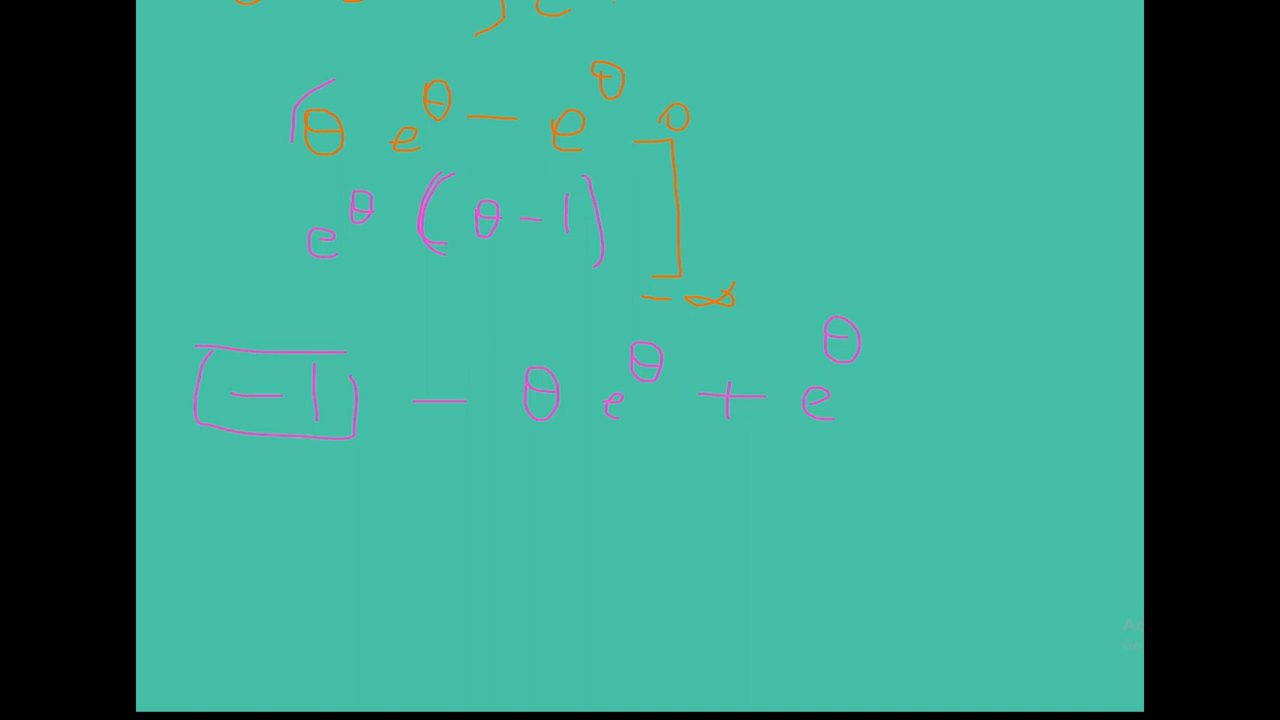 θ e^θ - e^θ ]_{-∞}^{0}
e^θ (θ - 1)
-1 - θ e^θ + e^θ